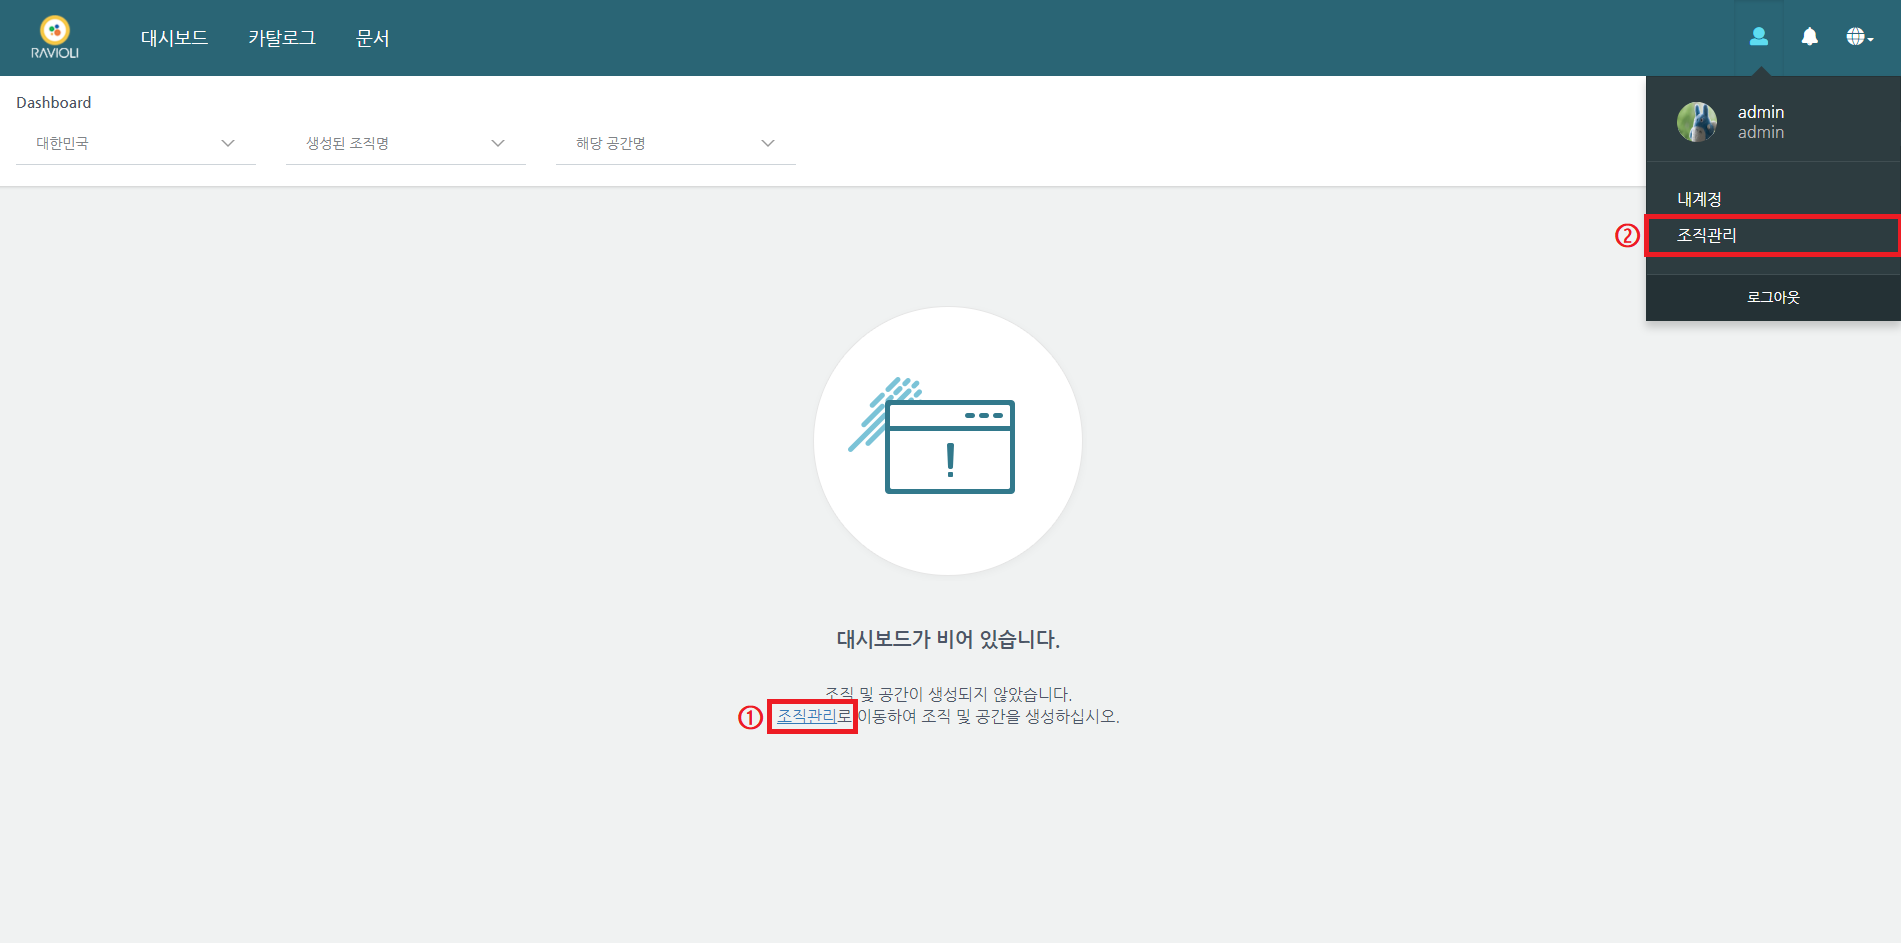 RAVIOLI
대시보드 카탈로그 문서
Dashboard
대한민국 생성된 조직명 해당 공간명
admin
admin
내계정
② 조직관리
로그아웃
!
대시보드가 비어 있습니다.
조직 및 공간이 생성되지 않았습니다.
① 조직관리로 이동하여 조직 및 공간을 생성하십시오.